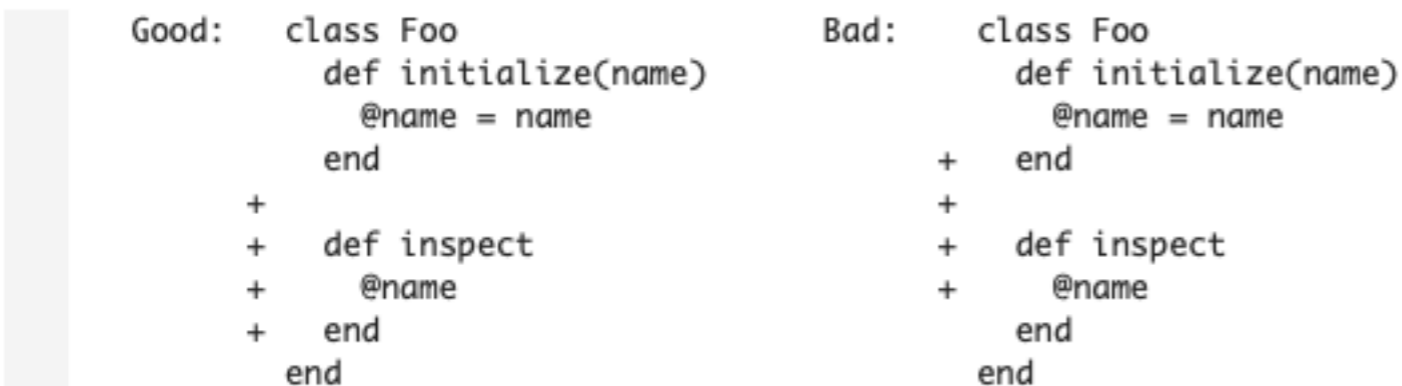 Good:   class Foo                          Bad:    class Foo
          def initialize(name)                       def initialize(name)
            @name = name                               @name = name
          end                                    +   end
      +                                          +
      +   def inspect                            +   def inspect
      +     @name                                +     @name
      +   end                                        end
        end                                        end